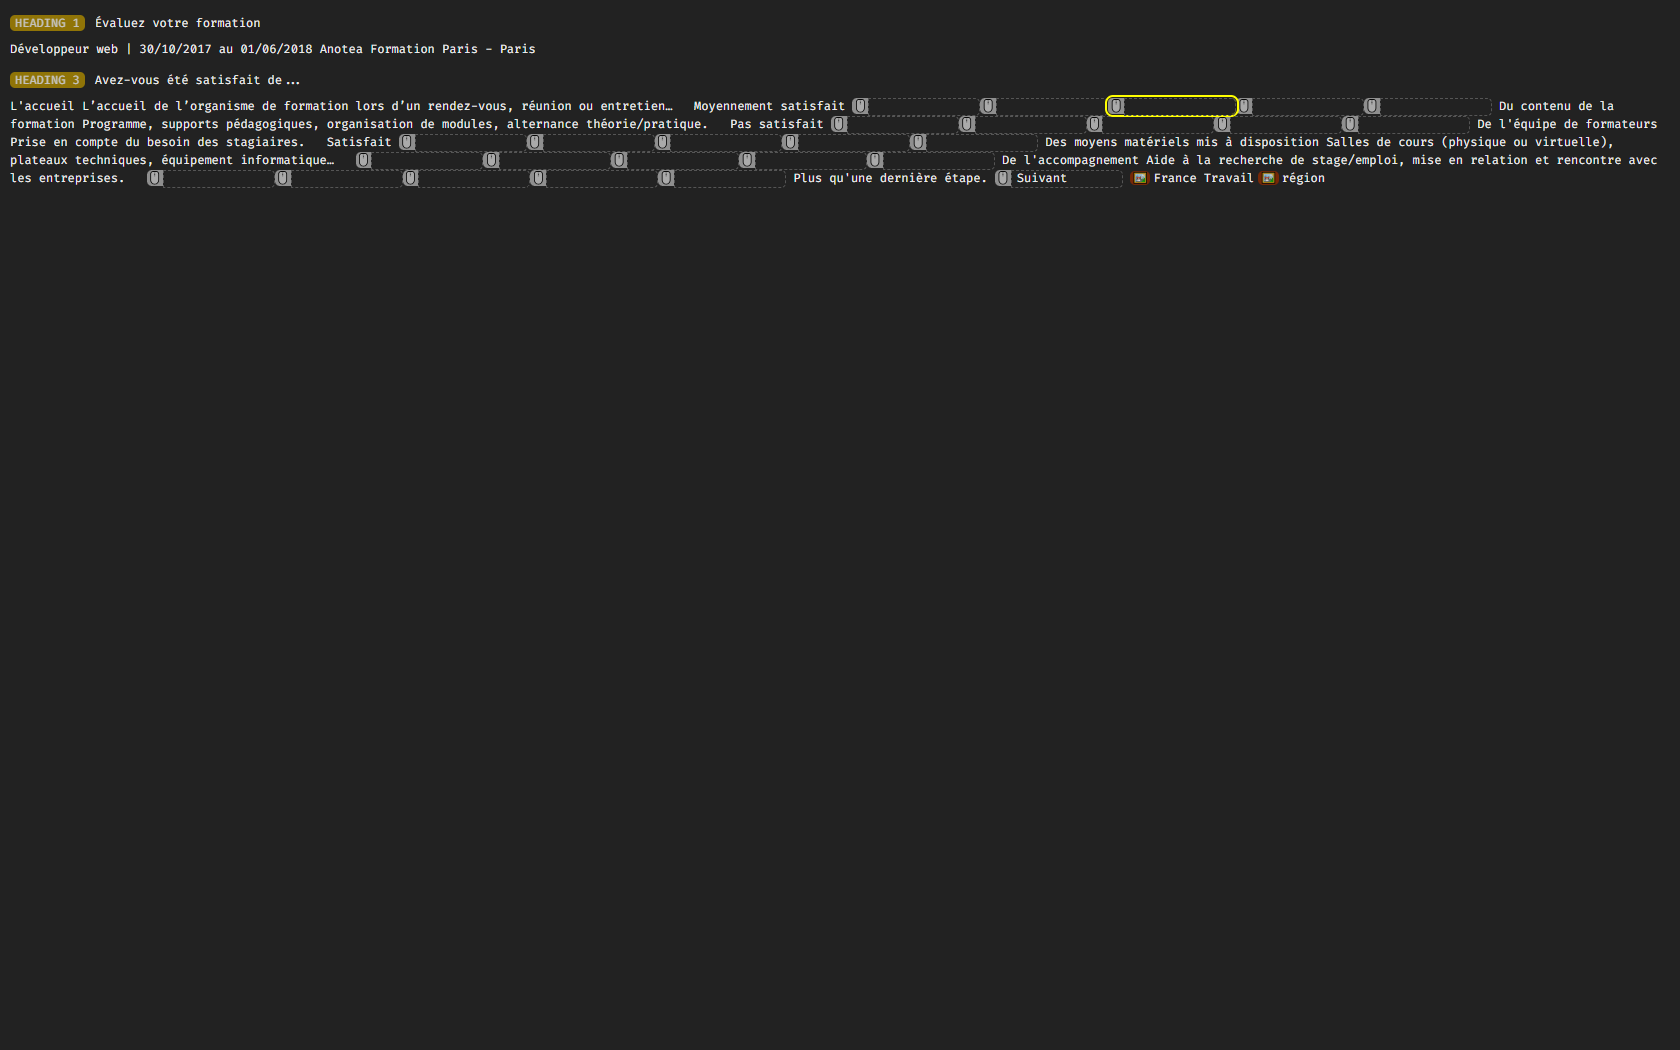 HEADING 1 Évaluez votre formation
Développeur web | 30/10/2017 au 01/06/2018 Anotea Formation Paris - Paris
HEADING 3 Avez-vous été satisfait de...
L'accueil L’accueil de l’organisme de formation lors d’un rendez-vous, réunion ou entretien… Moyennement satisfait Du contenu de la
formation Programme, supports pédagogiques, organisation de modules, alternance théorie/pratique. Pas satisfait De l'équipe de formateurs
Prise en compte du besoin des stagiaires. Satisfait Des moyens matériels mis à disposition Salles de cours (physique ou virtuelle),
plateaux techniques, équipement informatique… De l'accompagnement Aide à la recherche de stage/emploi, mise en relation et rencontre avec
les entreprises. Plus qu'une dernière étape. Suivant France Travail région